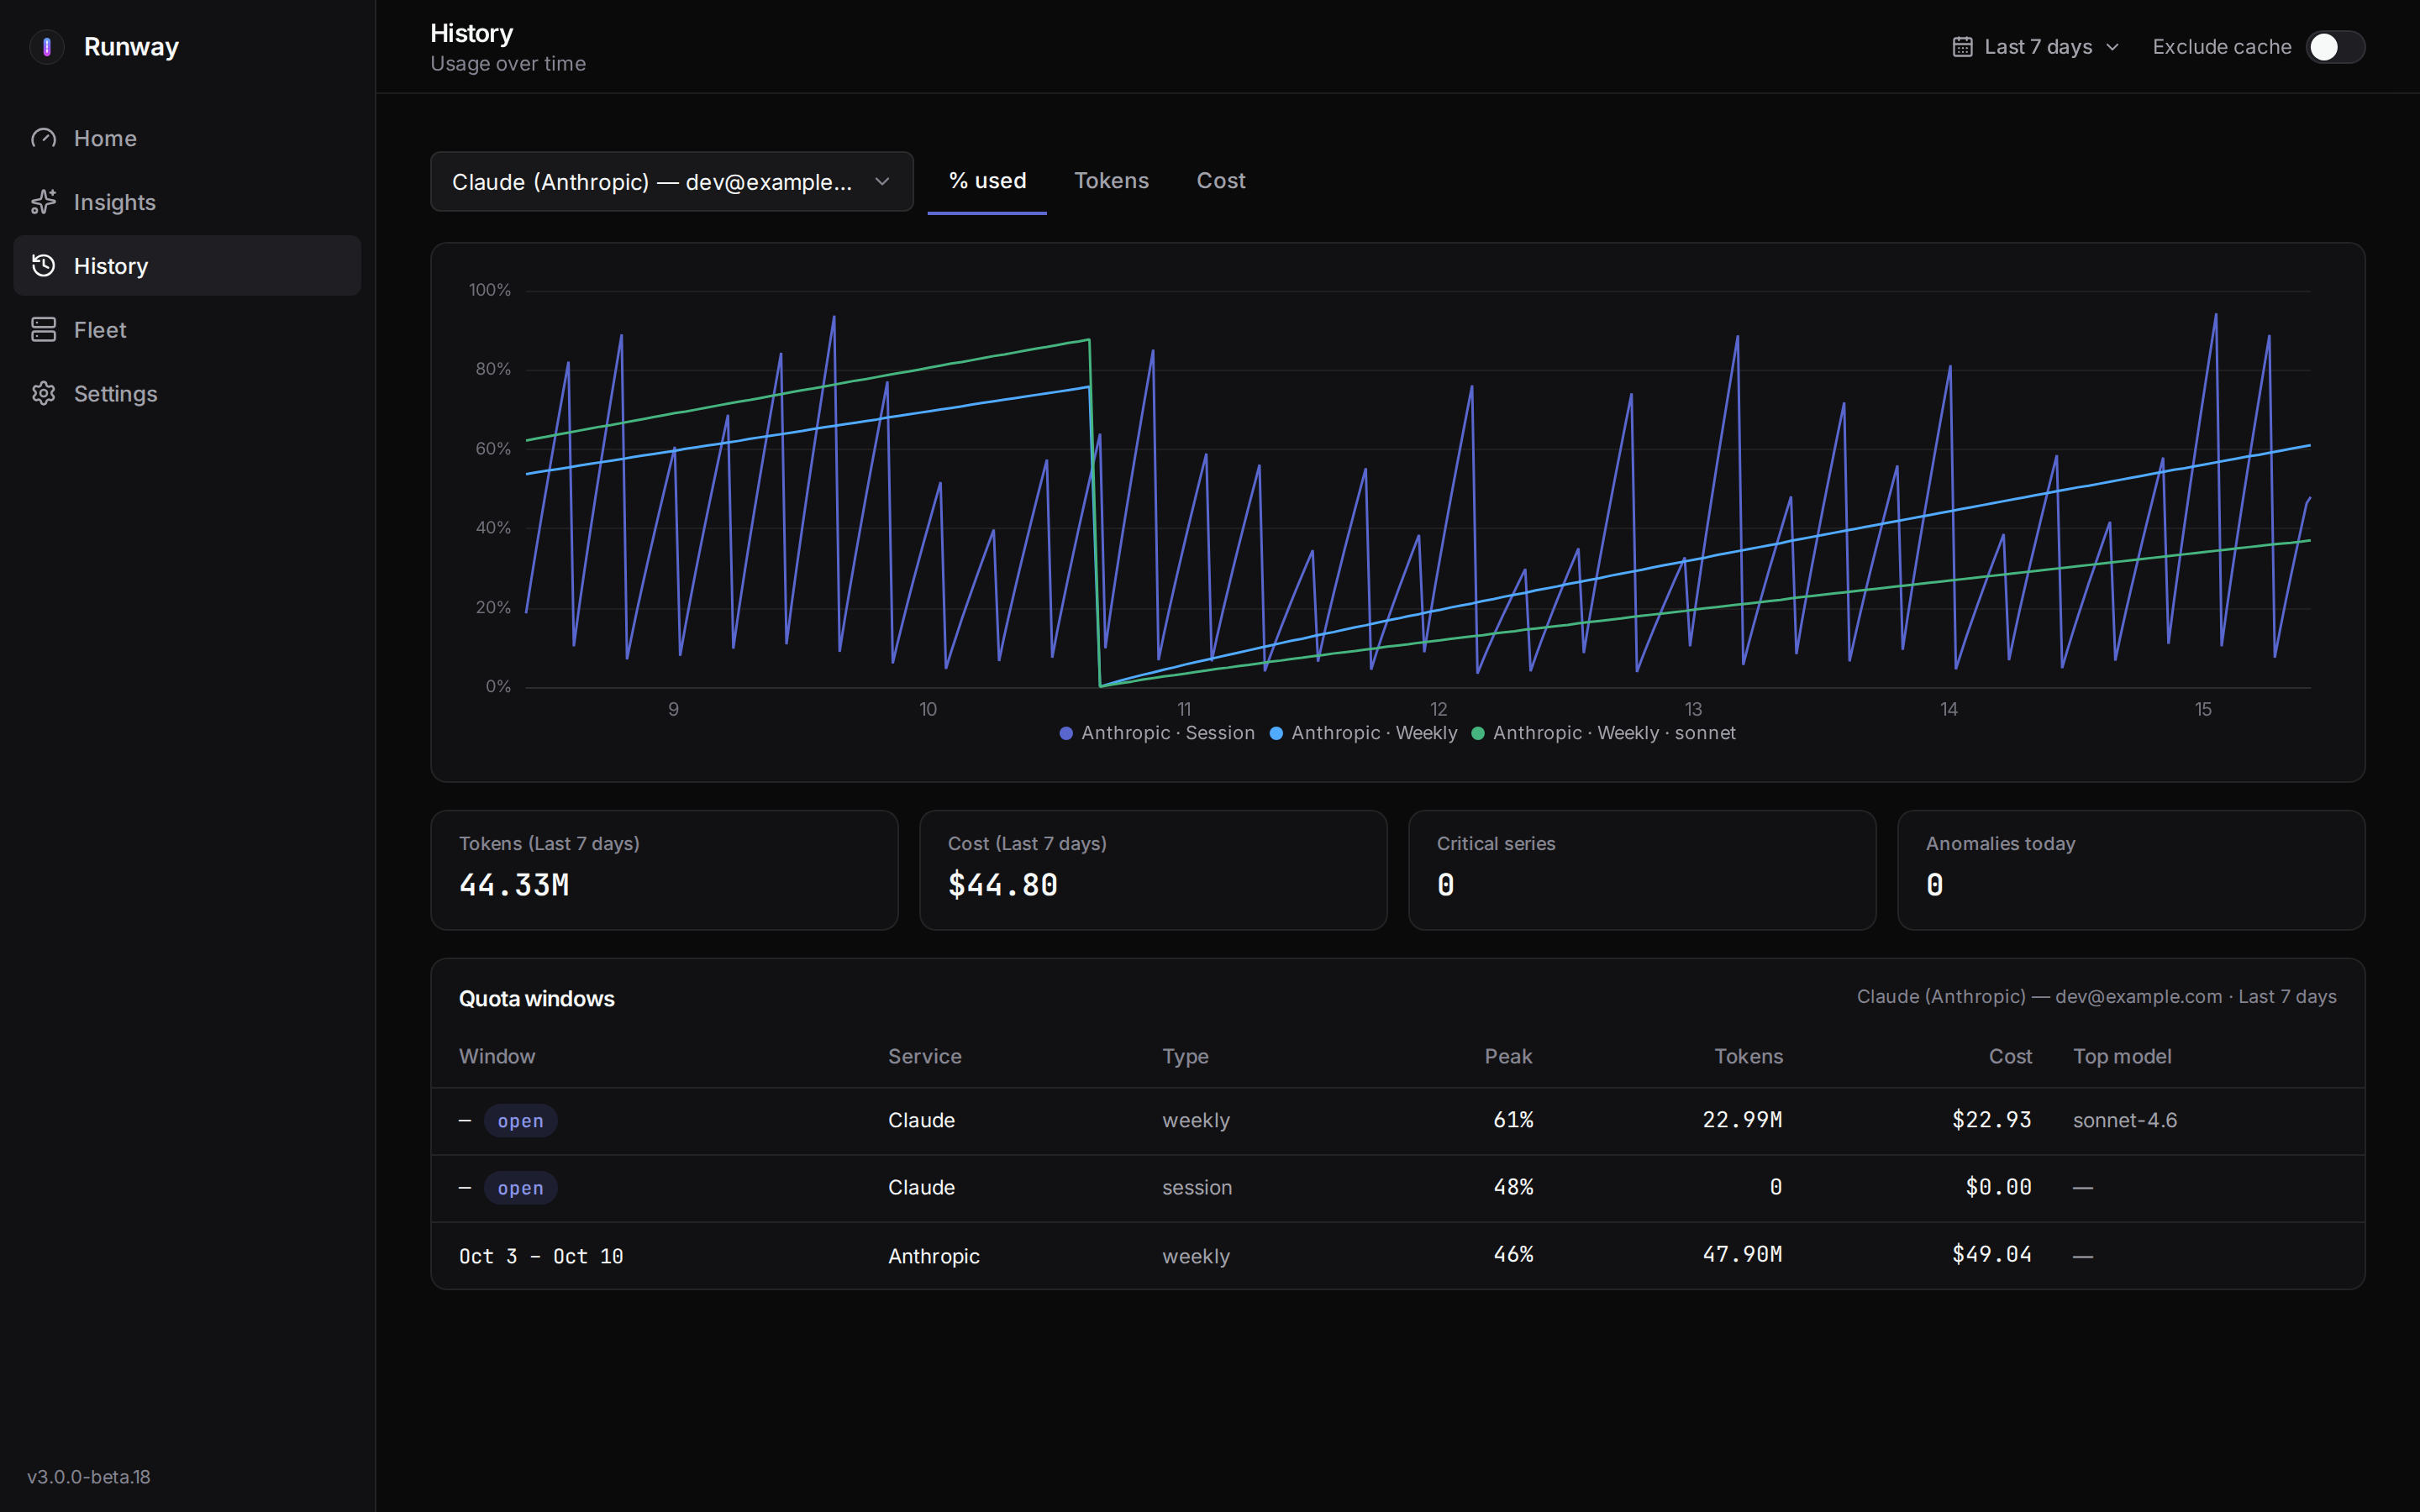 Runway
Home
Insights
History
Fleet
Settings
v3.0.0-beta.18
History
Usage over time
Last 7 days
Exclude cache
Claude (Anthropic) — dev@example...
% used
Tokens
Cost
100%
80%
60%
40%
20%
0%
9 10 11 12 13 14 15
Anthropic · Session Anthropic · Weekly Anthropic · Weekly · sonnet
Tokens (Last 7 days)
44.33M
Cost (Last 7 days)
$44.80
Critical series
0
Anomalies today
0
Quota windows
Claude (Anthropic) — dev@example.com · Last 7 days
Window Service Type Peak Tokens Cost Top model
— open Claude weekly 61% 22.99M $22.93 sonnet-4.6
— open Claude session 48% 0 $0.00 —
Oct 3 – Oct 10 Anthropic weekly 46% 47.90M $49.04 —